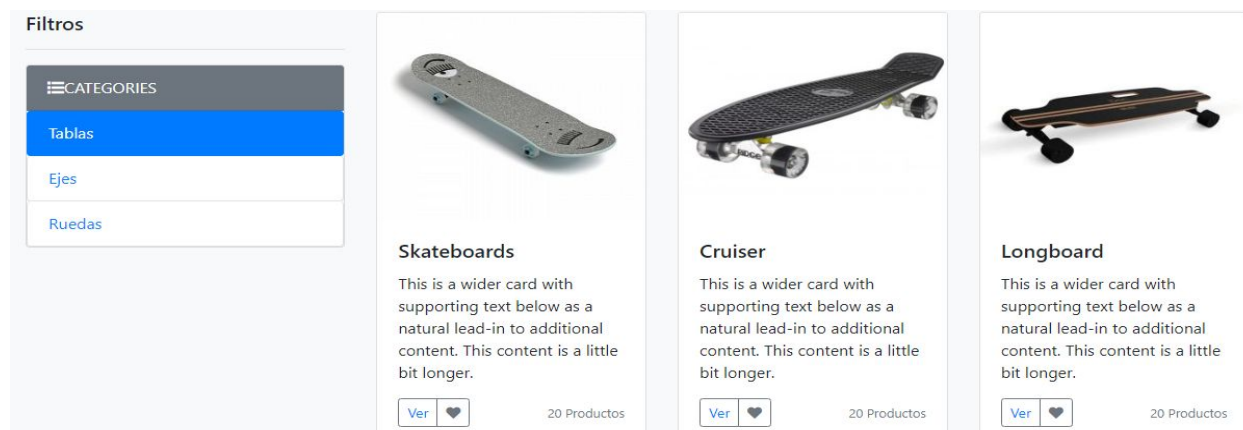 Filtros
CATEGORIES
Tablas
Ejes
Ruedas
Skateboards
This is a wider card with
supporting text below as a
natural lead-in to additional
content. This content is a little
bit longer.
Ver
20 Productos
Cruiser
This is a wider card with
supporting text below as a
natural lead-in to additional
content. This content is a little
bit longer.
Ver
20 Productos
Longboard
This is a wider card with
supporting text below as a
natural lead-in to additional
content. This content is a little
bit longer.
Ver
20 Productos